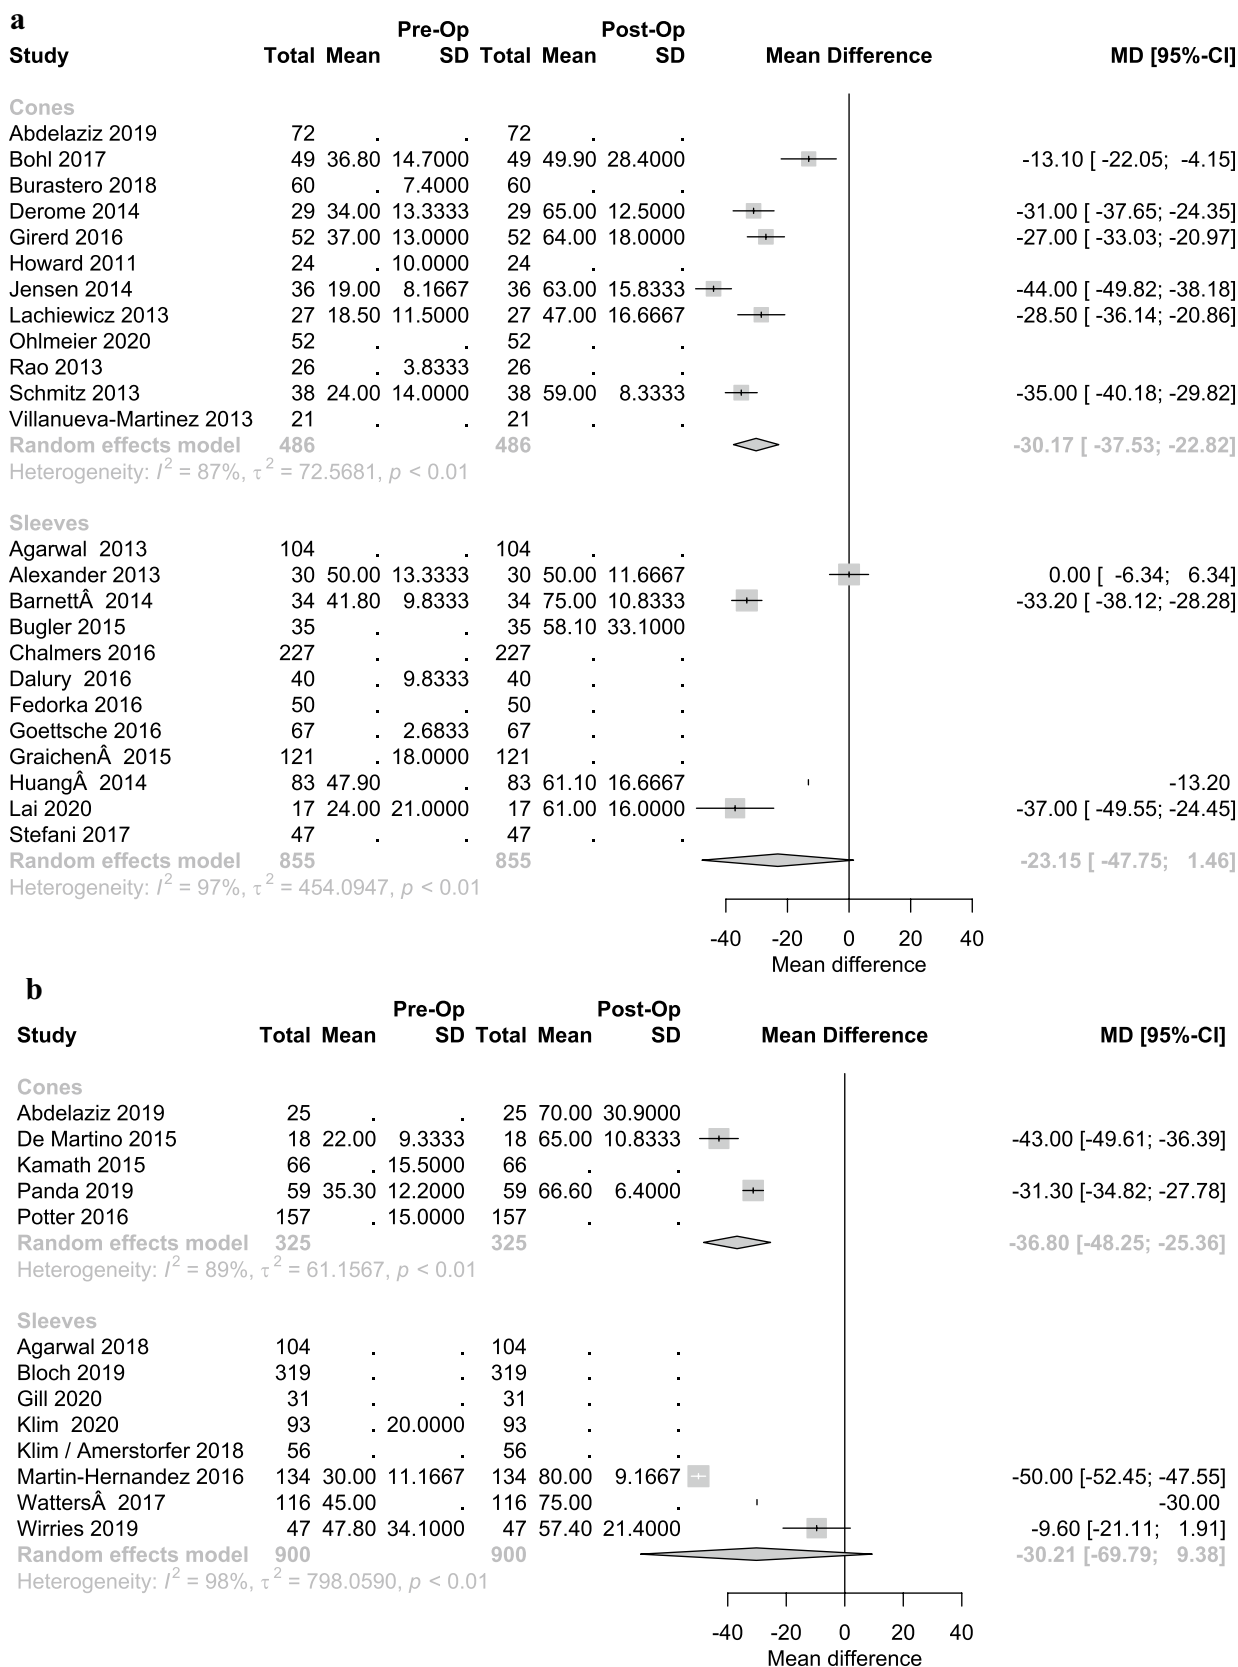 a
Pre-Op Post-Op
Study Total Mean SD Total Mean SD Mean Difference MD [95%-CI]
Cones
Abdelaziz 2019 72 . . 72 . .
Bohl 2017 49 36.80 14.7000 49 49.90 28.4000 -13.10 [ -22.05; -4.15]
Burastero 2018 60 . 7.4000 60 . .
Derome 2014 29 34.00 13.3333 29 65.00 12.5000 -31.00 [ -37.65; -24.35]
Girerd 2016 52 37.00 13.0000 52 64.00 18.0000 -27.00 [ -33.03; -20.97]
Howard 2011 24 . 10.0000 24 . .
Jensen 2014 36 19.00 8.1667 36 63.00 15.8333 -44.00 [ -49.82; -38.18]
Lachiewicz 2013 27 18.50 11.5000 27 47.00 16.6667 -28.50 [ -36.14; -20.86]
Ohlmeier 2020 52 . . 52 . .
Rao 2013 26 . 3.8333 26 . .
Schmitz 2013 38 24.00 14.0000 38 59.00 8.3333 -35.00 [ -40.18; -29.82]
Villanueva-Martinez 2013 21 . . 21 . .
Random effects model 486 486 -30.17 [ -37.53; -22.82]
Heterogeneity: I² = 87%, τ² = 72.5681, p < 0.01
Sleeves
Agarwal 2013 104 . . 104 . .
Alexander 2013 30 50.00 13.3333 30 50.00 11.6667 0.00 [ -6.34; 6.34]
BarnettÂ 2014 34 41.80 9.8333 34 75.00 10.8333 -33.20 [ -38.12; -28.28]
Bugler 2015 35 . . 35 58.10 33.1000
Chalmers 2016 227 . . 227 . .
Dalury 2016 40 . 9.8333 40 . .
Fedorka 2016 50 . . 50 . .
Goettsche 2016 67 . 2.6833 67 . .
GraichenÂ 2015 121 . 18.0000 121 . .
HuangÂ 2014 83 47.90 . 83 61.10 16.6667 -13.20
Lai 2020 17 24.00 21.0000 17 61.00 16.0000 -37.00 [ -49.55; -24.45]
Stefani 2017 47 . . 47 . .
Random effects model 855 855 -23.15 [ -47.75; 1.46]
Heterogeneity: I² = 97%, τ² = 454.0947, p < 0.01
-40 -20 0 20 40
Mean difference
b
Pre-Op Post-Op
Study Total Mean SD Total Mean SD Mean Difference MD [95%-CI]
Cones
Abdelaziz 2019 25 . . 25 70.00 30.9000
De Martino 2015 18 22.00 9.3333 18 65.00 10.8333 -43.00 [-49.61; -36.39]
Kamath 2015 66 . 15.5000 66 . .
Panda 2019 59 35.30 12.2000 59 66.60 6.4000 -31.30 [-34.82; -27.78]
Potter 2016 157 . 15.0000 157 . .
Random effects model 325 325 -36.80 [-48.25; -25.36]
Heterogeneity: I² = 89%, τ² = 61.1567, p < 0.01
Sleeves
Agarwal 2018 104 . . 104 . .
Bloch 2019 319 . . 319 . .
Gill 2020 31 . . 31 . .
Klim 2020 93 . 20.0000 93 . .
Klim / Amerstorfer 2018 56 . . 56 . .
Martin-Hernandez 2016 134 30.00 11.1667 134 80.00 9.1667 -50.00 [-52.45; -47.55]
WattersÂ 2017 116 45.00 . 116 75.00 . -30.00
Wirries 2019 47 47.80 34.1000 47 57.40 21.4000 -9.60 [-21.11; 1.91]
Random effects model 900 900 -30.21 [-69.79; 9.38]
Heterogeneity: I² = 98%, τ² = 798.0590, p < 0.01
-40 -20 0 20 40
Mean difference